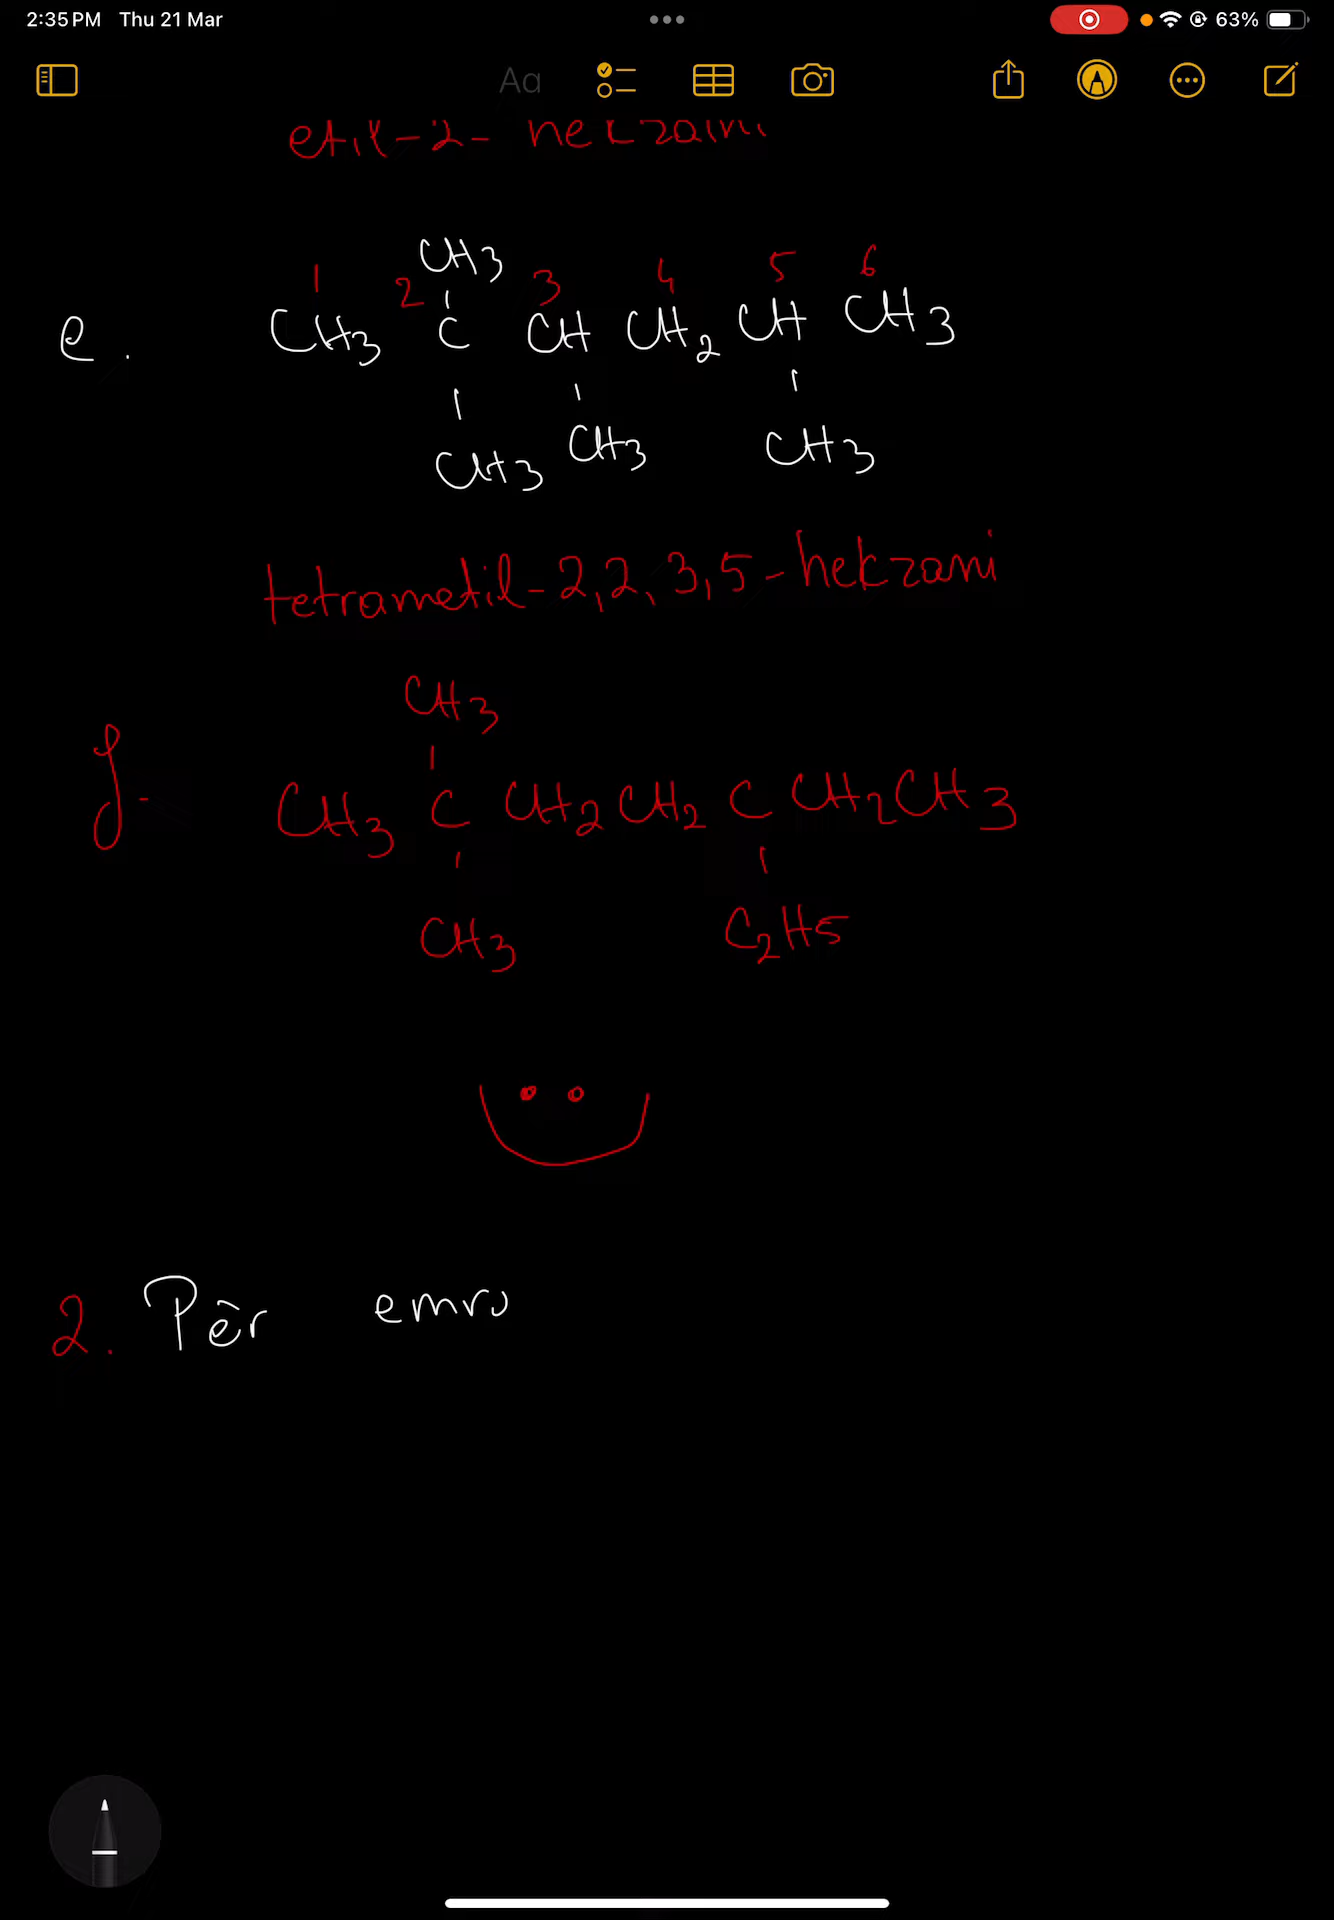 2:35 PM Thu 21 Mar
63%
Aa
etil-2-hekzani
CH3
1 2 3 4 5 6
e. CH3 C CH CH2 CH CH3
CH3 CH3 CH3
tetrametil-2,2,3,5-hekzani
CH3
f- CH3 C CH2 CH2 C CH2 CH3
CH3 C2H5
2. Për emro